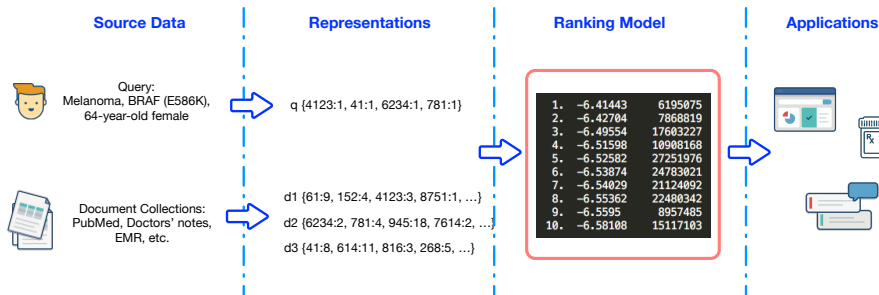 Source Data
Representations
Ranking Model
Applications
Query:
Melanoma, BRAF (E586K),
64-year-old female
q {4123:1, 41:1, 6234:1, 781:1}
Document Collections:
PubMed, Doctors' notes,
EMR, etc.
d1 {61:9, 152:4, 4123:3, 8751:1, …}
d2 {6234:2, 781:4, 945:18, 7614:2, …}
d3 {41:8, 614:11, 816:3, 268:5, …}
1. −6.41443 6195075
2. −6.42704 7868819
3. −6.49554 17603227
4. −6.51598 10908168
5. −6.52582 27251976
6. −6.53874 24783021
7. −6.54029 21124092
8. −6.55362 22480342
9. −6.5595 8957485
10. −6.58108 15117103
Rx